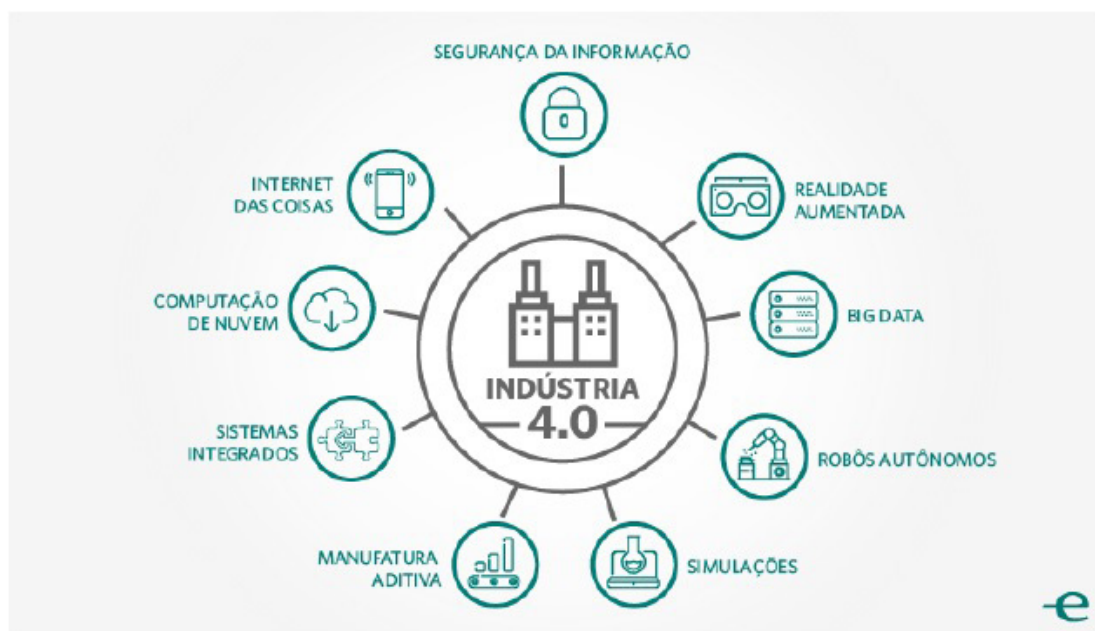 SEGURANÇA DA INFORMAÇÃO
INTERNET
DAS COISAS
REALIDADE
AUMENTADA
COMPUTAÇÃO
DE NUVEM
BIG DATA
INDÚSTRIA
4.0
SISTEMAS
INTEGRADOS
ROBÔS AUTÔNOMOS
MANUFATURA
ADITIVA
SIMULAÇÕES
e